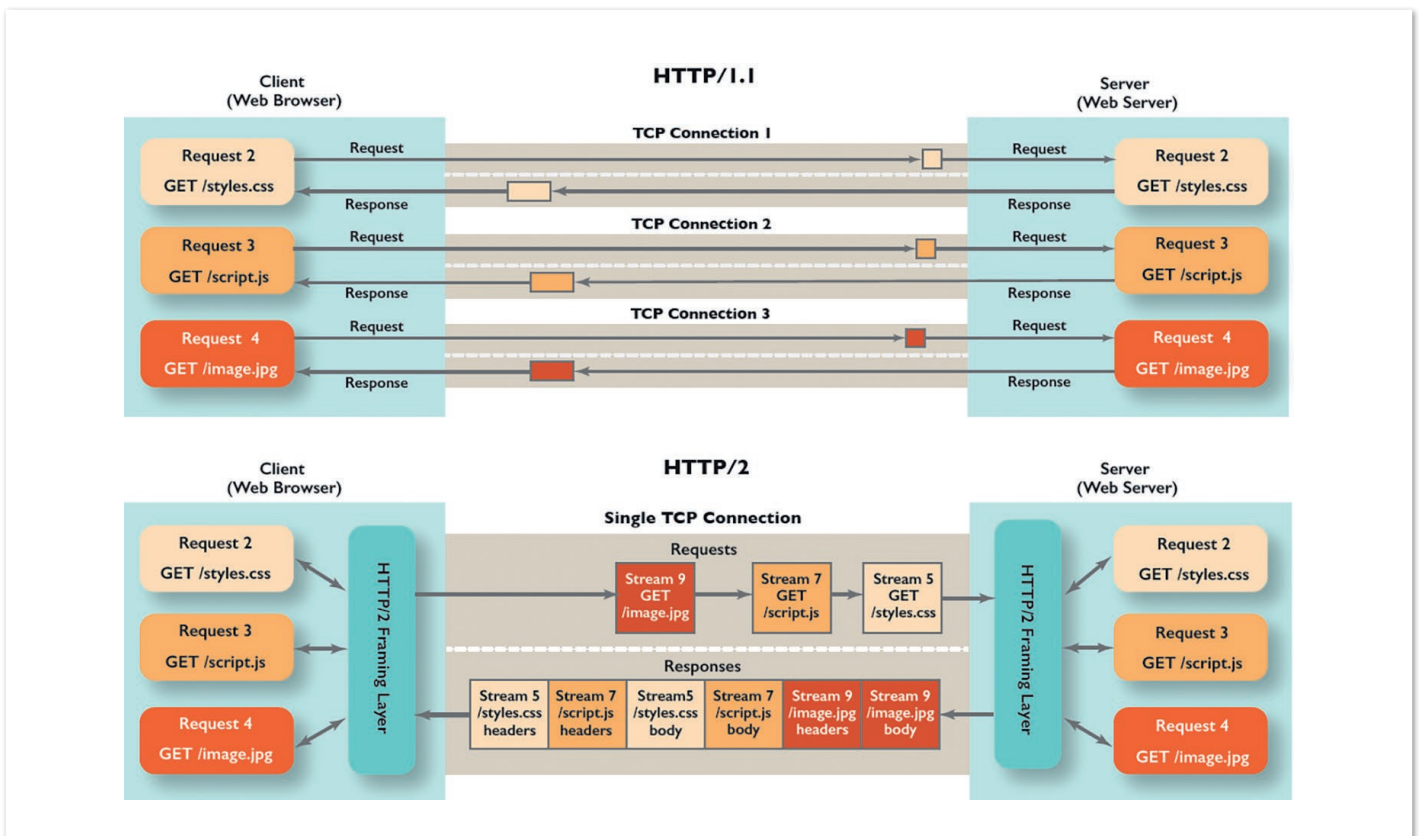 HTTP/1.1
Client
(Web Browser)
Server
(Web Server)
TCP Connection 1
Request 2
GET /styles.css
Request
Response
Request
Response
Request 2
GET /styles.css
TCP Connection 2
Request 3
GET /script.js
Request
Response
Request
Response
Request 3
GET /script.js
TCP Connection 3
Request 4
GET /image.jpg
Request
Response
Request
Response
Request 4
GET /image.jpg
HTTP/2
Client
(Web Browser)
Server
(Web Server)
Single TCP Connection
Request 2
GET /styles.css
Request 3
GET /script.js
Request 4
GET /image.jpg
HTTP/2 Framing Layer
Requests
Stream 9
GET
/image.jpg
Stream 7
GET
/script.js
Stream 5
GET
/styles.css
Responses
Stream 5
/styles.css
headers
Stream 7
/script.js
headers
Stream5
/styles.css
body
Stream 7
/script.js
body
Stream 9
/image.jpg
headers
Stream 9
/image.jpg
body
HTTP/2 Framing Layer
Request 2
GET /styles.css
Request 3
GET /script.js
Request 4
GET /image.jpg